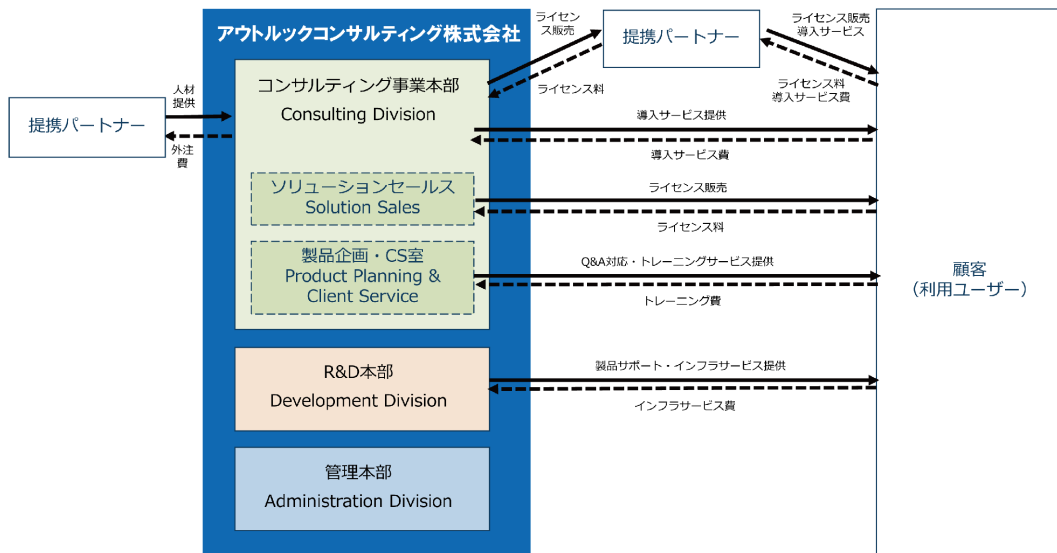 アウトルックコンサルティング株式会社
コンサルティング事業本部
Consulting Division
ソリューションセールス
Solution Sales
製品企画・CS室
Product Planning &
Client Service
R&D本部
Development Division
管理本部
Administration Division
提携パートナー
人材
提供
外注
費
ライセン
ス販売
ライセンス料
提携パートナー
ライセンス販売
導入サービス
ライセンス料
導入サービス費
導入サービス提供
導入サービス費
ライセンス販売
ライセンス料
Q&A対応・トレーニングサービス提供
トレーニング費
製品サポート・インフラサービス提供
インフラサービス費
顧客
（利用ユーザー）